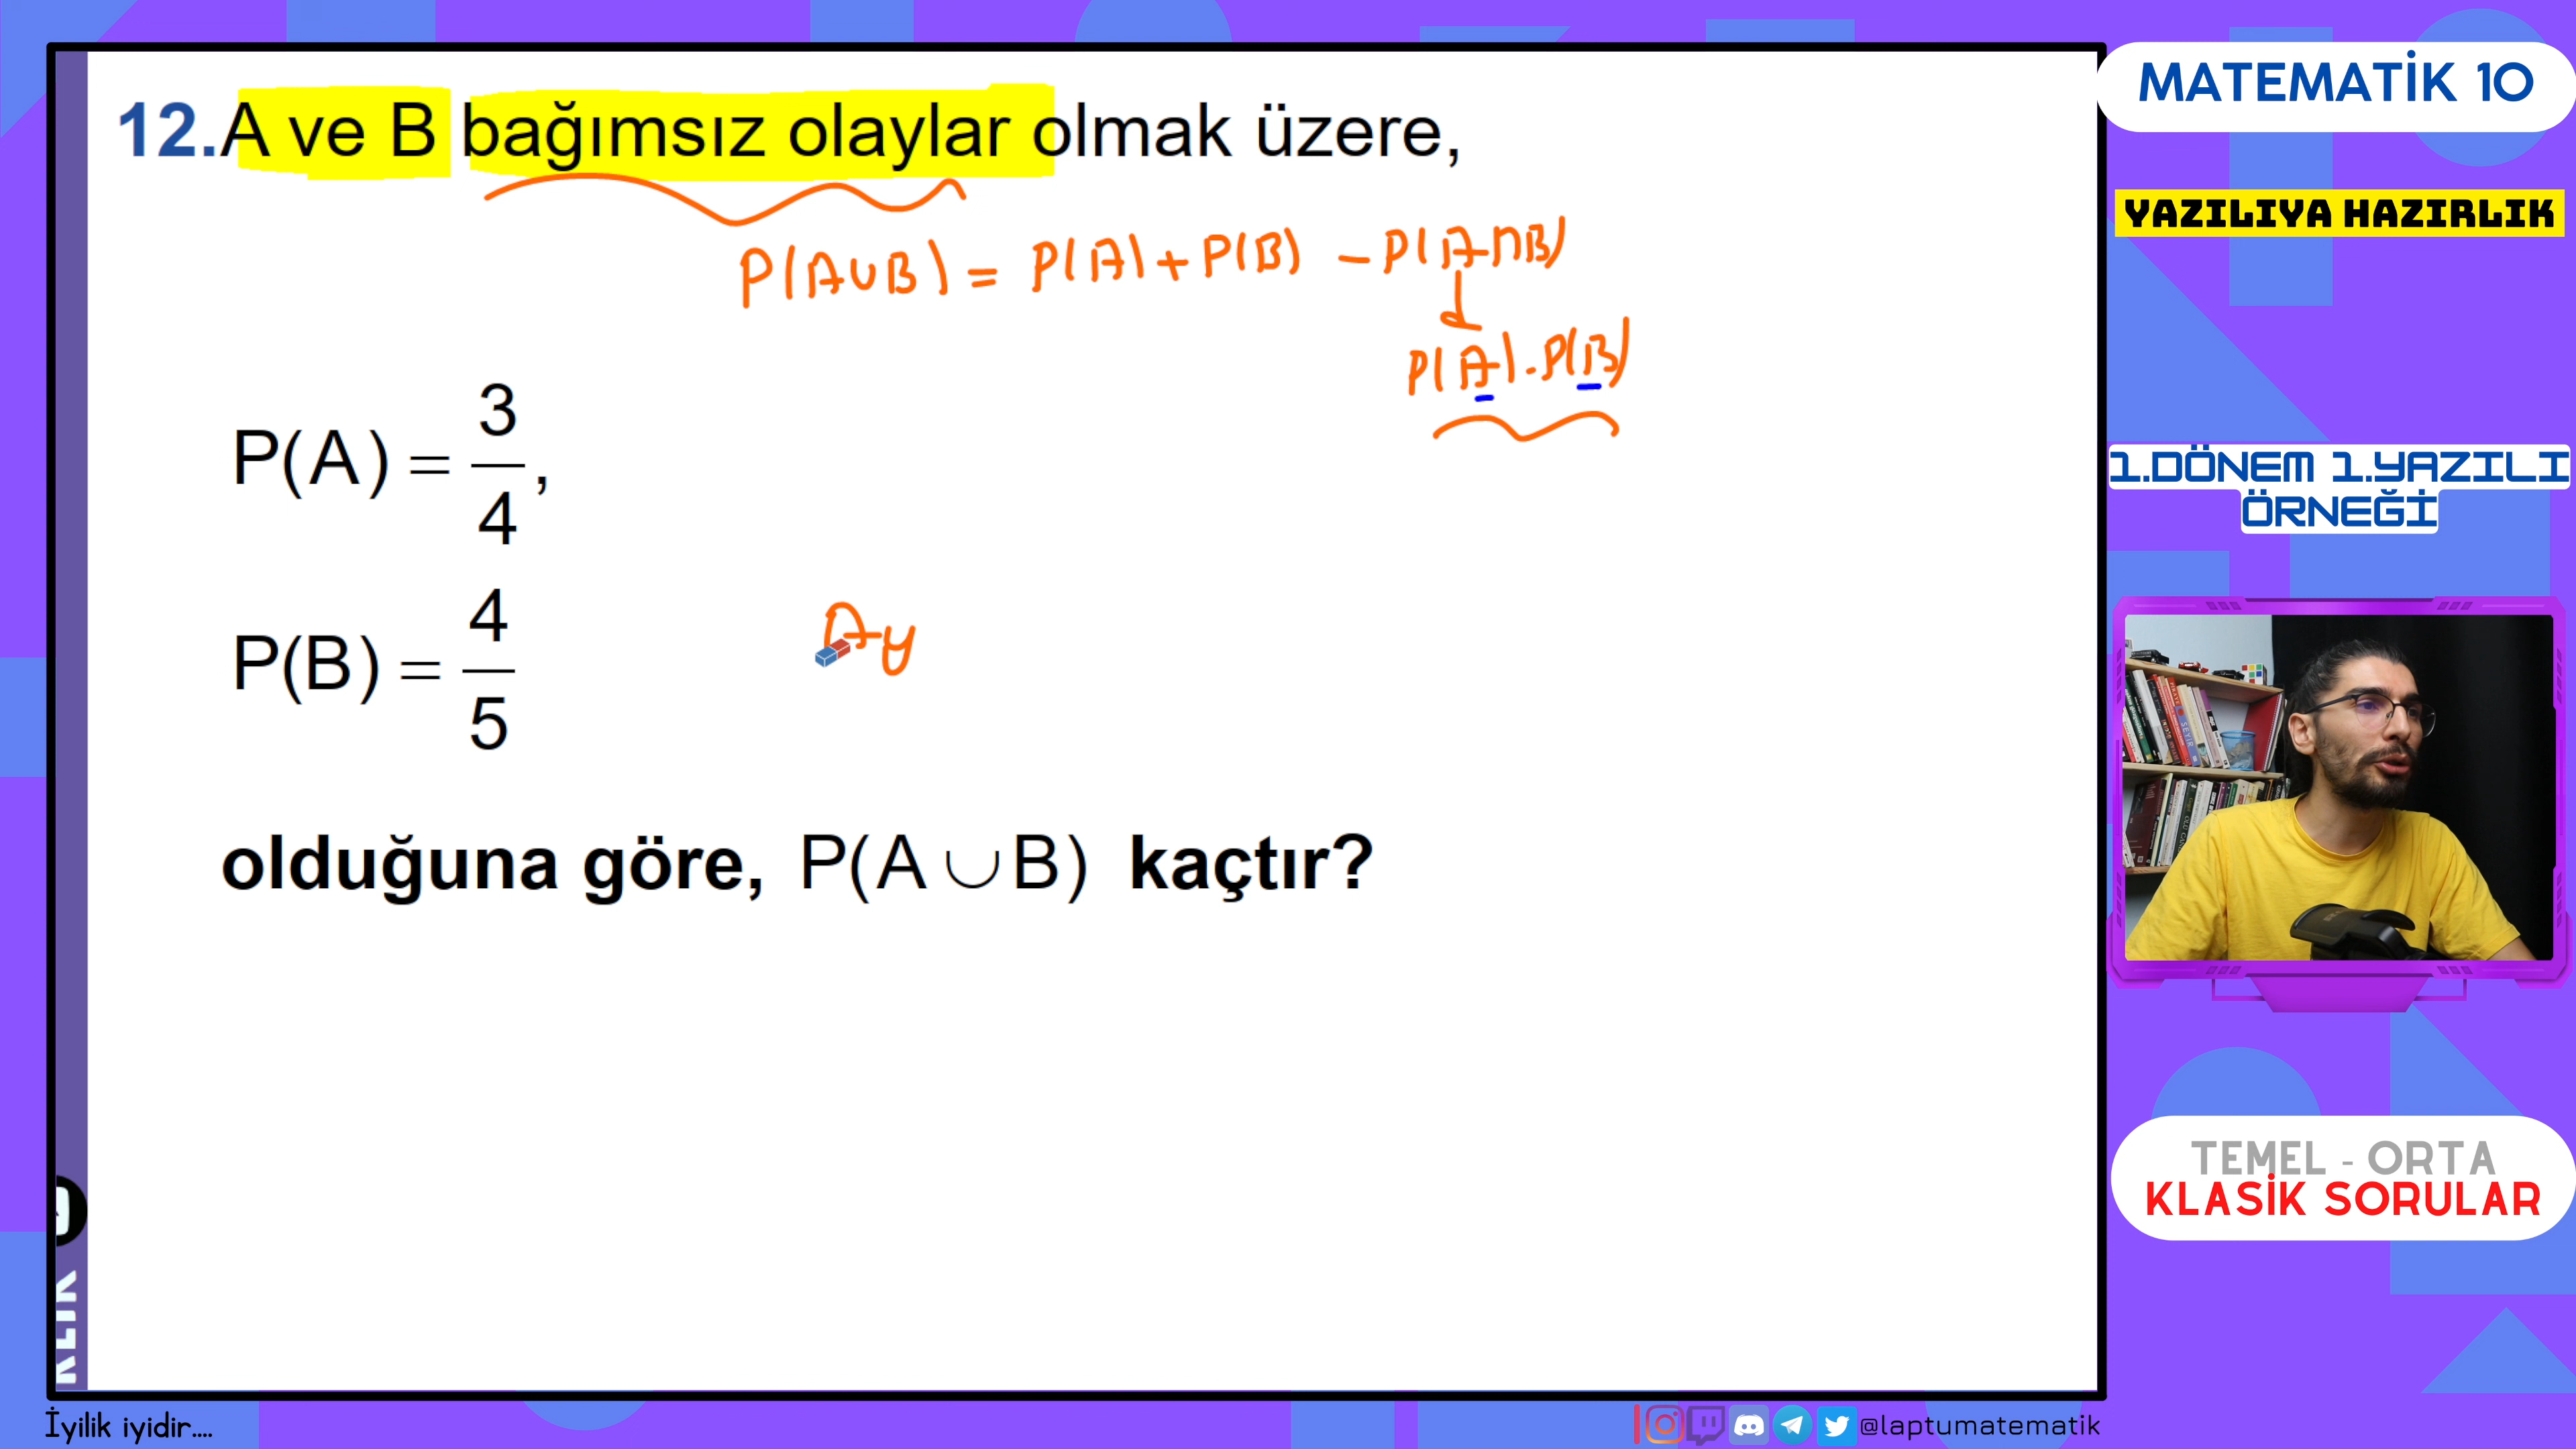 MATEMATİK 10
YAZILIYA HAZIRLIK
1.DÖNEM 1.YAZILI
ÖRNEĞİ
TEMEL - ORTA
KLASİK SORULAR
12.A ve B bağımsız olaylar olmak üzere,
P(A∪B) = P(A) + P(B) - P(A∩B)
P(A).P(B)
P(A) = 3/4,
P(B) = 4/5
Ay
olduğuna göre, P(A ∪ B) kaçtır?
İyilik iyidir....
@laptumatematik